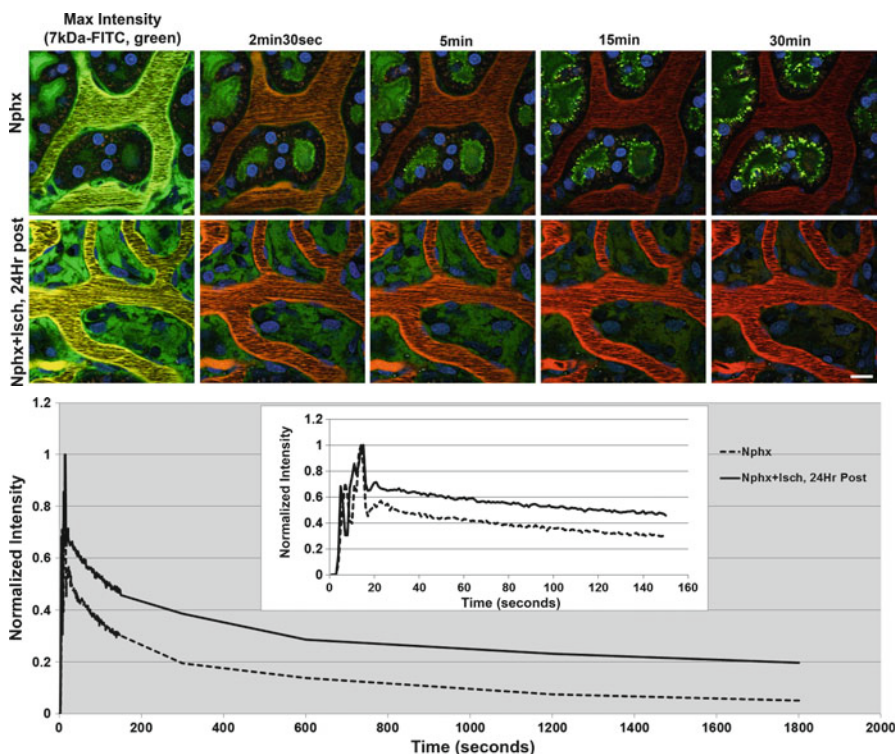 Max Intensity
(7kDa-FITC, green)
2min30sec
5min
15min
30min
Nphx
Nphx+Isch, 24Hr post
Normalized Intensity
1.2
1
0.8
0.6
0.4
0.2
0
0
200
400
600
800
1000
1200
1400
1600
1800
2000
Time (seconds)
Normalized Intensity
1.2
1
0.8
0.6
0.4
0.2
0
0
20
40
60
80
100
120
140
160
Time (seconds)
Nphx
Nphx+Isch, 24Hr Post